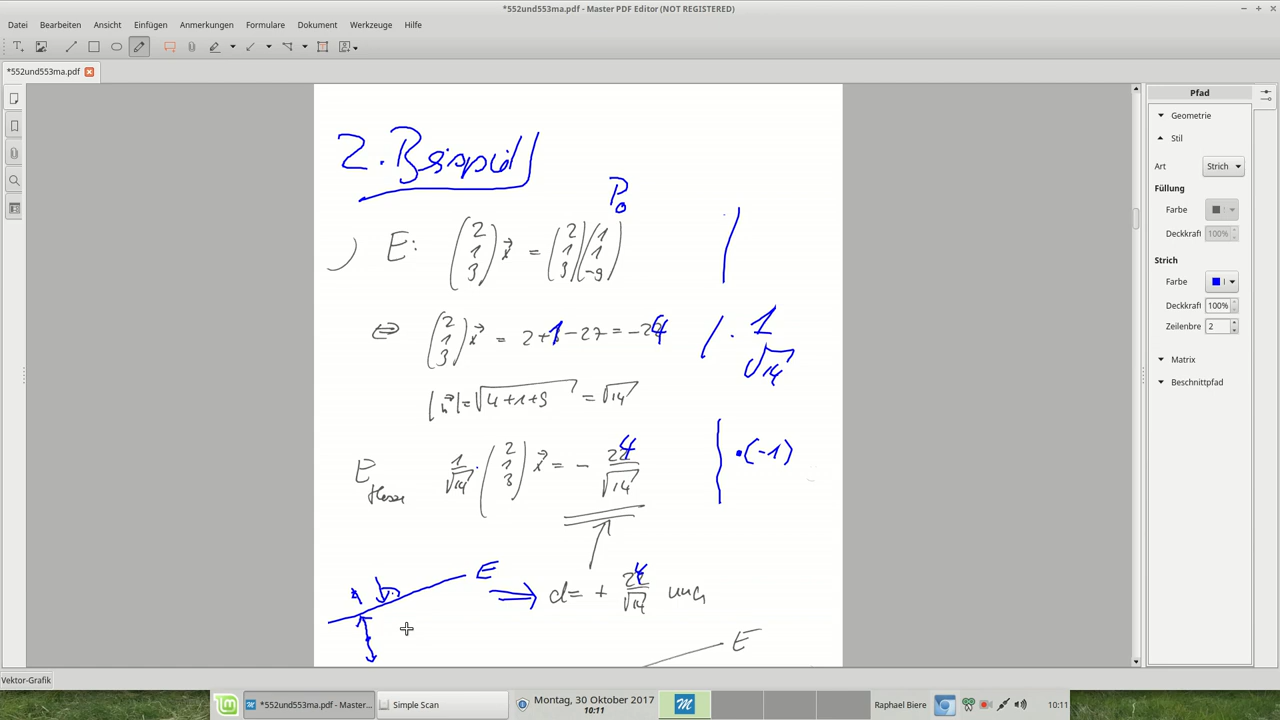 *552und553ma.pdf - Master PDF Editor (NOT REGISTERED)
Datei Bearbeiten Ansicht Einfügen Anmerkungen Formulare Dokument Werkzeuge Hilfe
*552und553ma.pdf
Pfad
Geometrie
Stil
Art Strich
Füllung
Farbe
Deckkraft 100%
Strich
Farbe
Deckkraft 100%
Zeilenbre 2
Matrix
Beschnittpfad
2. Beispiel
P₀
) E: (2 1 3) x⃗ = (2 1 3) (1 1 -9) |
⇔ (2 1 3) x⃗ = 2+1-27 = -24 | · 1/√14
|n⃗| = √4+1+9 = √14
E Hesse 1/√14 · (2 1 3) x⃗ = - 24/√14 | ·(-1)
E ⇒ d = + 24/√14 und
E
Vektor-Grafik
*552und553ma.pdf - Master... Simple Scan Montag, 30 Oktober 2017 10:11 Raphael Biere 10:11